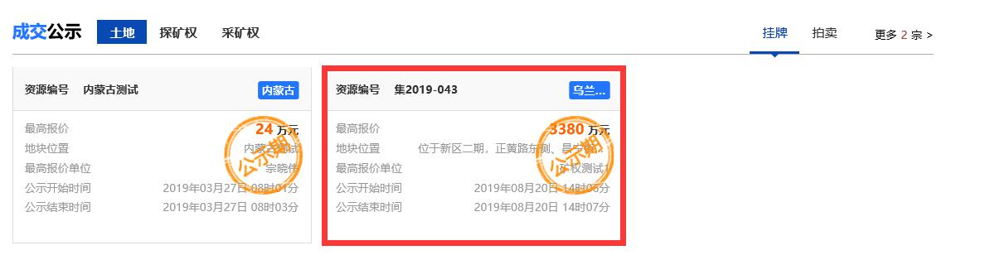 成交公示 土地 探矿权 采矿权 挂牌 拍卖 更多 2 宗 >
资源编号 内蒙古测试 内蒙古
最高报价 24 万元
地块位置 内蒙古测试
最高报价单位 宗晓伟
公示开始时间 2019年03月27日 08时01分
公示结束时间 2019年03月27日 08时03分
公示期
资源编号 集2019-043 乌兰...
最高报价 3380 万元
地块位置 位于新区二期，正黄路东侧、昌宁
最高报价单位 矿权测试1
公示开始时间 2019年08月20日 14时06分
公示结束时间 2019年08月20日 14时07分
公示期